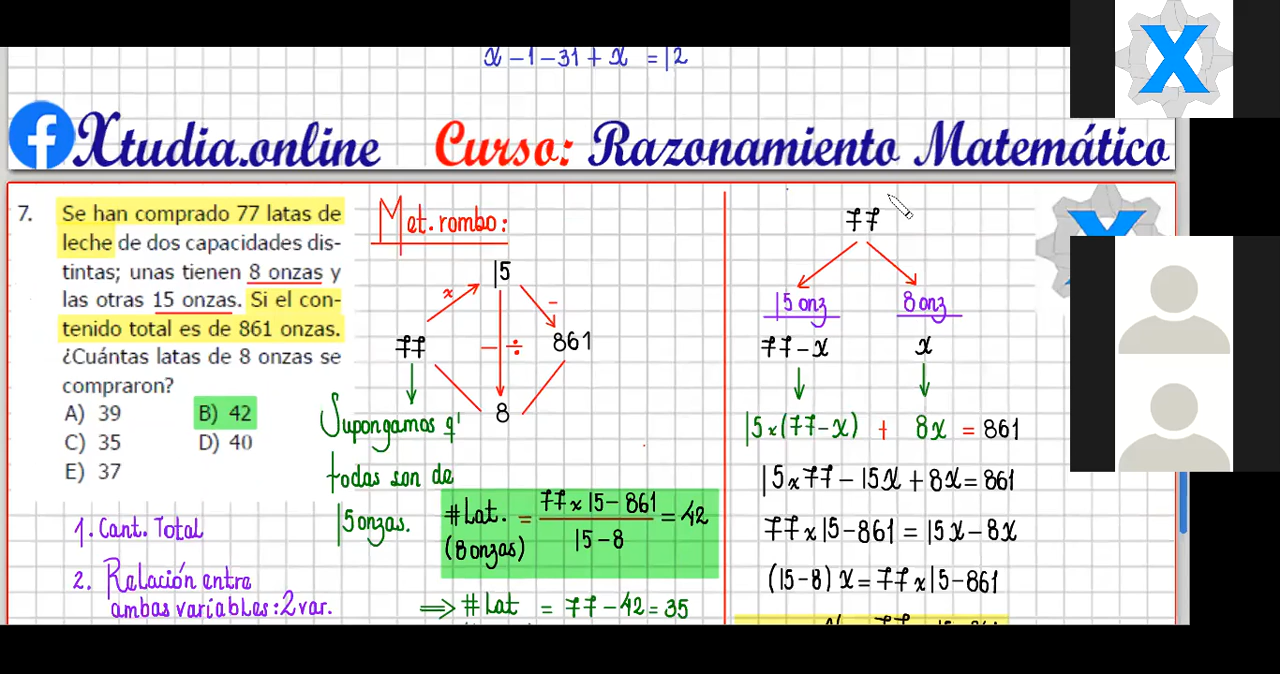 x - 1 - 31 + x = 12
Xtudia.online Curso: Razonamiento Matemático
7. Se han comprado 77 latas de
leche de dos capacidades dis-
tintas; unas tienen 8 onzas y
las otras 15 onzas. Si el con-
tenido total es de 861 onzas.
¿Cuántas latas de 8 onzas se
compraron?
A) 39 B) 42
C) 35 D) 40
E) 37
1. Cant. Total
2. Relación entre
ambas variables: 2 var.
Met. rombo:
15
x -
77 - ÷ 861
8
Supongamos q'
todas son de
15 onzas.
#Lat. = 77 x 15 - 861 / 15 - 8 = 42
(8 onzas)
⟹ # Lat = 77 - 42 = 35
77
15 onz 8 onz
77 - x x
15 x (77 - x) + 8x = 861
15 x 77 - 15x + 8x = 861
77 x 15 - 861 = 15x - 8x
(15 - 8) x = 77 x 15 - 861